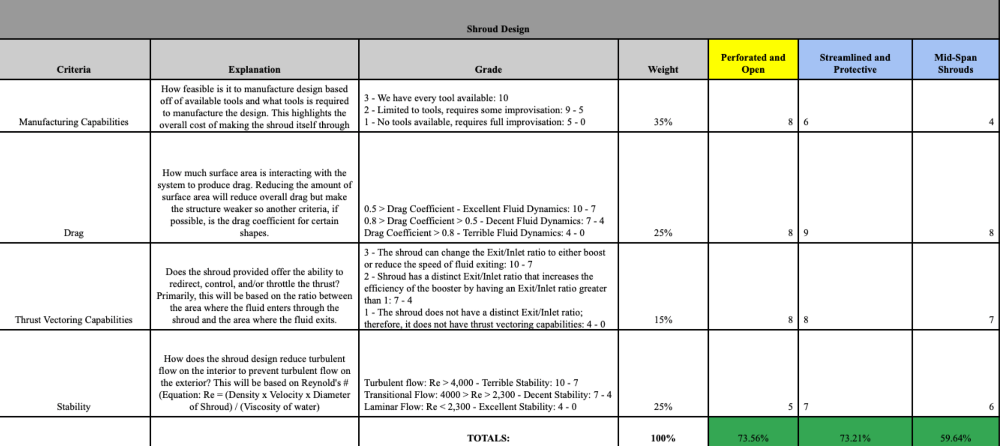 Shroud Design
Criteria
Explanation
Grade
Weight
Perforated and
Open
Streamlined and
Protective
Mid-Span
Shrouds
Manufacturing Capabilities
How feasible is it to manufacture design based
off of available tools and what tools is required
to manufacture the design. This highlights the
overall cost of making the shroud itself through
3 - We have every tool available: 10
2 - Limited to tools, requires some improvisation: 9 - 5
1 - No tools available, requires full improvisation: 5 - 0
35%
8
6
4
Drag
How much surface area is interacting with the
system to produce drag. Reducing the amount of
surface area will reduce overall drag but make
the structure weaker so another criteria, if
possible, is the drag coefficient for certain
shapes.
0.5 > Drag Coefficient - Excellent Fluid Dynamics: 10 - 7
0.8 > Drag Coefficient > 0.5 - Decent Fluid Dynamics: 7 - 4
Drag Coefficient > 0.8 - Terrible Fluid Dynamics: 4 - 0
25%
8
9
8
Thrust Vectoring Capabilities
Does the shroud provided offer the ability to
redirect, control, and/or throttle the thrust?
Primarily, this will be based on the ratio between
the area where the fluid enters through the
shroud and the area where the fluid exits.
3 - The shroud can change the Exit/Inlet ratio to either boost
or reduce the speed of fluid exiting: 10 - 7
2 - Shroud has a distinct Exit/Inlet ratio that increases the
efficiency of the booster by having an Exit/Inlet ratio greater
than 1: 7 - 4
1 - The shroud does not have a distinct Exit/Inlet ratio;
therefore, it does not have thrust vectoring capabilities: 4 - 0
15%
8
8
7
Stability
How does the shroud design reduce turbulent
flow on the interior to prevent turbulent flow on
the exterior? This will be based on Reynold's #
(Equation: Re = (Density x Velocity x Diameter
of Shroud) / (Viscosity of water)
Turbulent flow: Re > 4,000 - Terrible Stability: 10 - 7
Transitional Flow: 4000 > Re > 2,300 - Decent Stability: 7 - 4
Laminar Flow: Re < 2,300 - Excellent Stability: 4 - 0
25%
5
7
6
TOTALS:
100%
73.56%
73.21%
59.64%